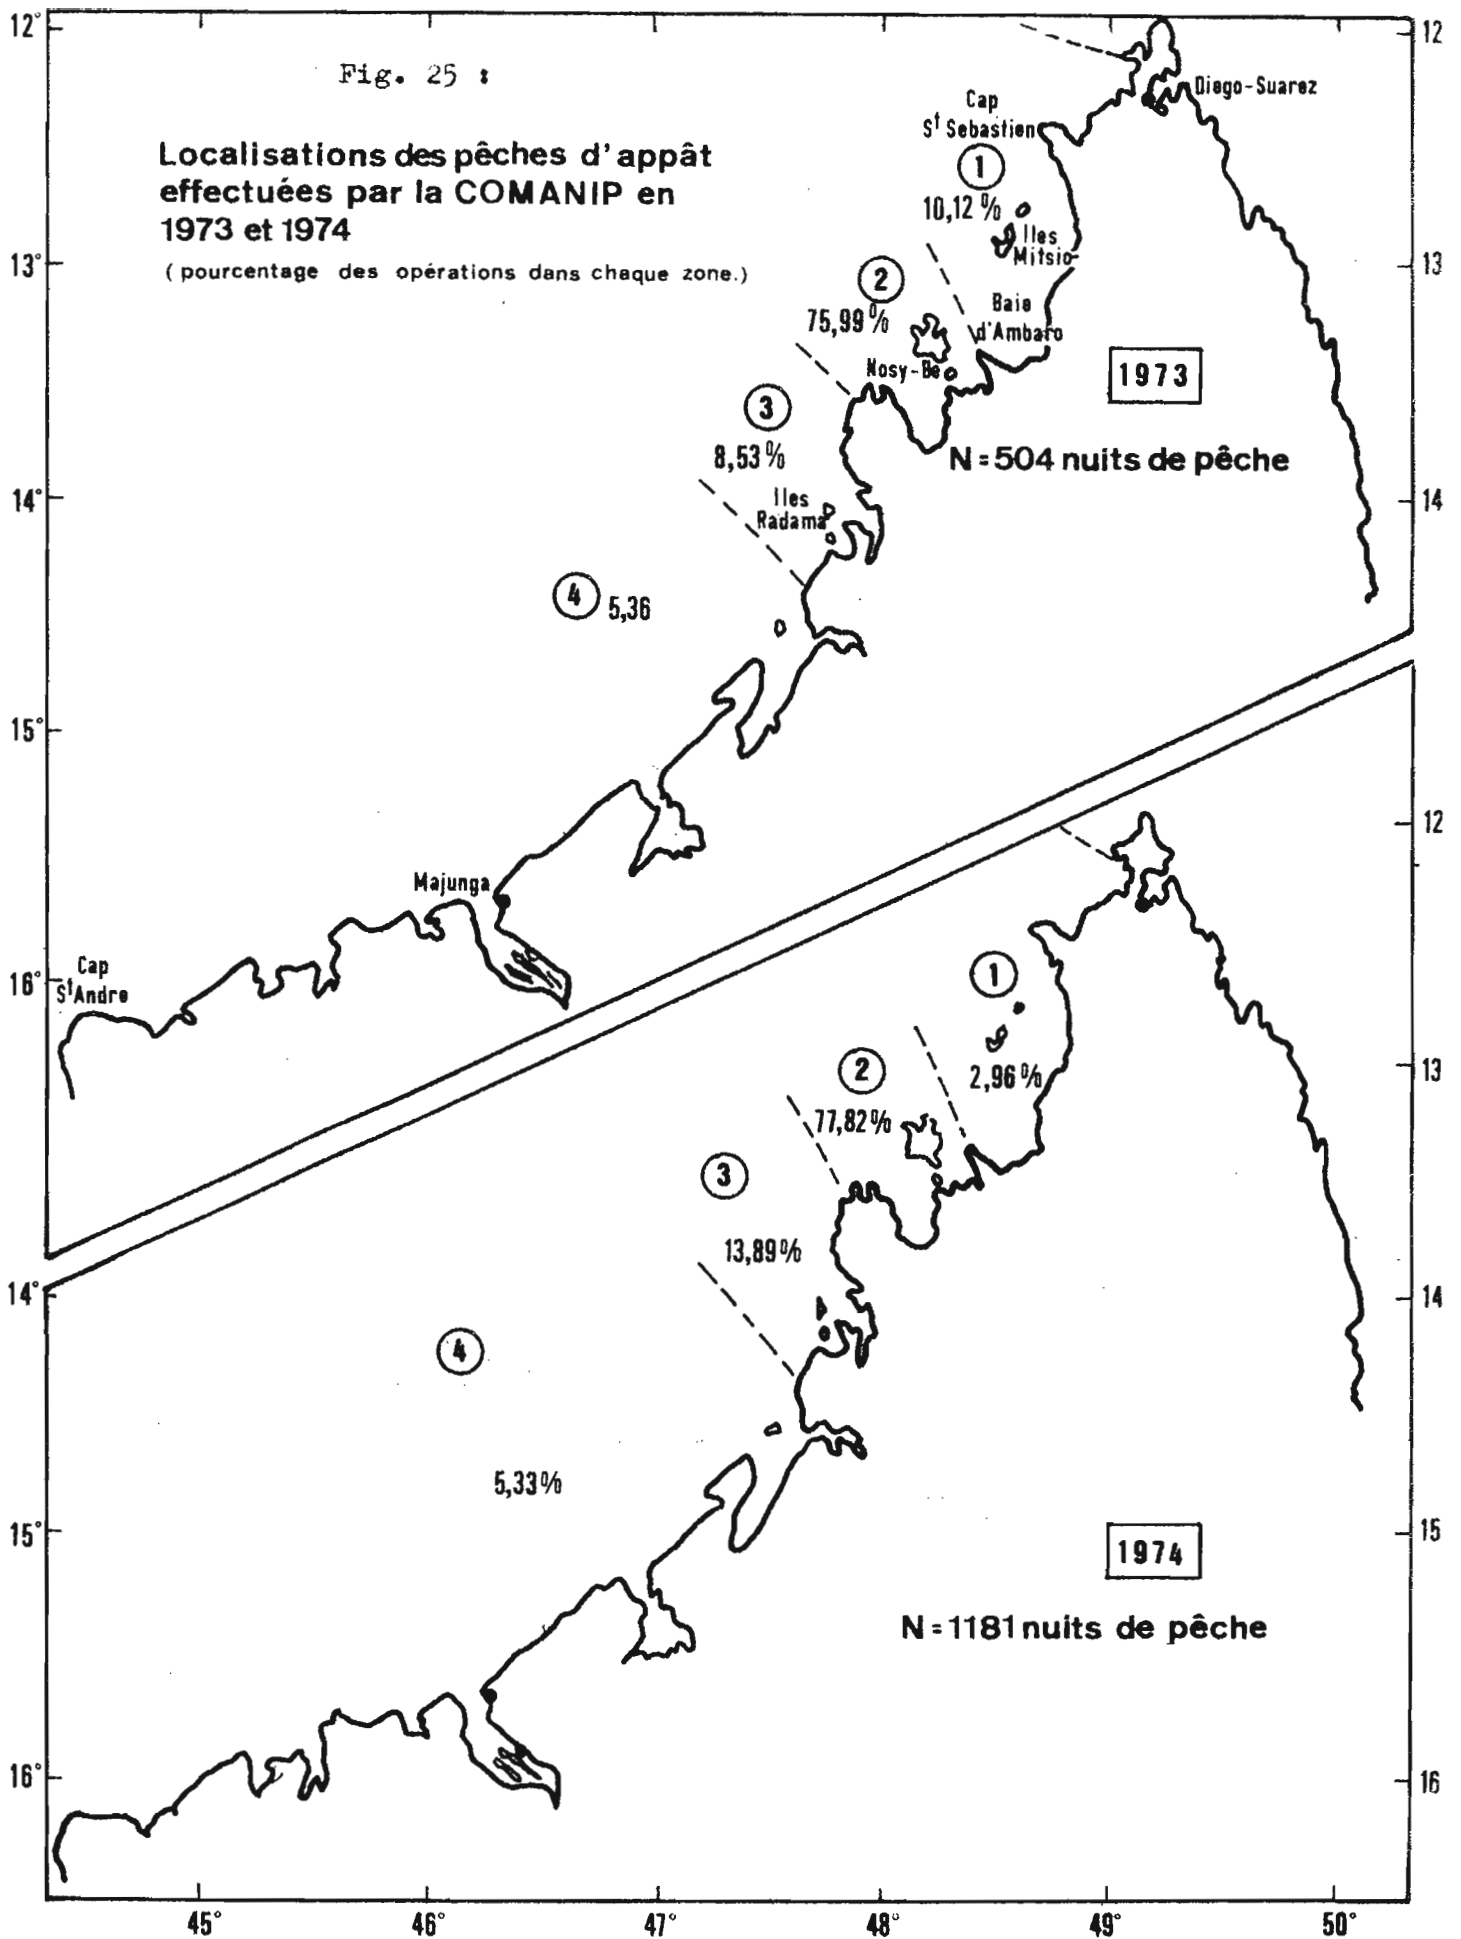 Fig. 25 :
Localisations des pêches d'appât
effectuées par la COMANIP en
1973 et 1974
( pourcentage des opérations dans chaque zone.)
12°
13°
14°
15°
16°
12
13
14
Diego-Suarez
Cap
St Sebastien
1
10,12 %
Iles
Mitsio
2
75,99 %
Baie
d'Ambaro
Nosy-Be
1973
3
8,53 %
N = 504 nuits de pêche
Iles
Radama
4
5,36
Majunga
Cap
St Andre
12
13
14
15
16
1
2,96 %
2
77,82 %
3
13,89 %
14°
4
5,33 %
15°
1974
N = 1181 nuits de pêche
16°
45°
46°
47°
48°
49°
50°